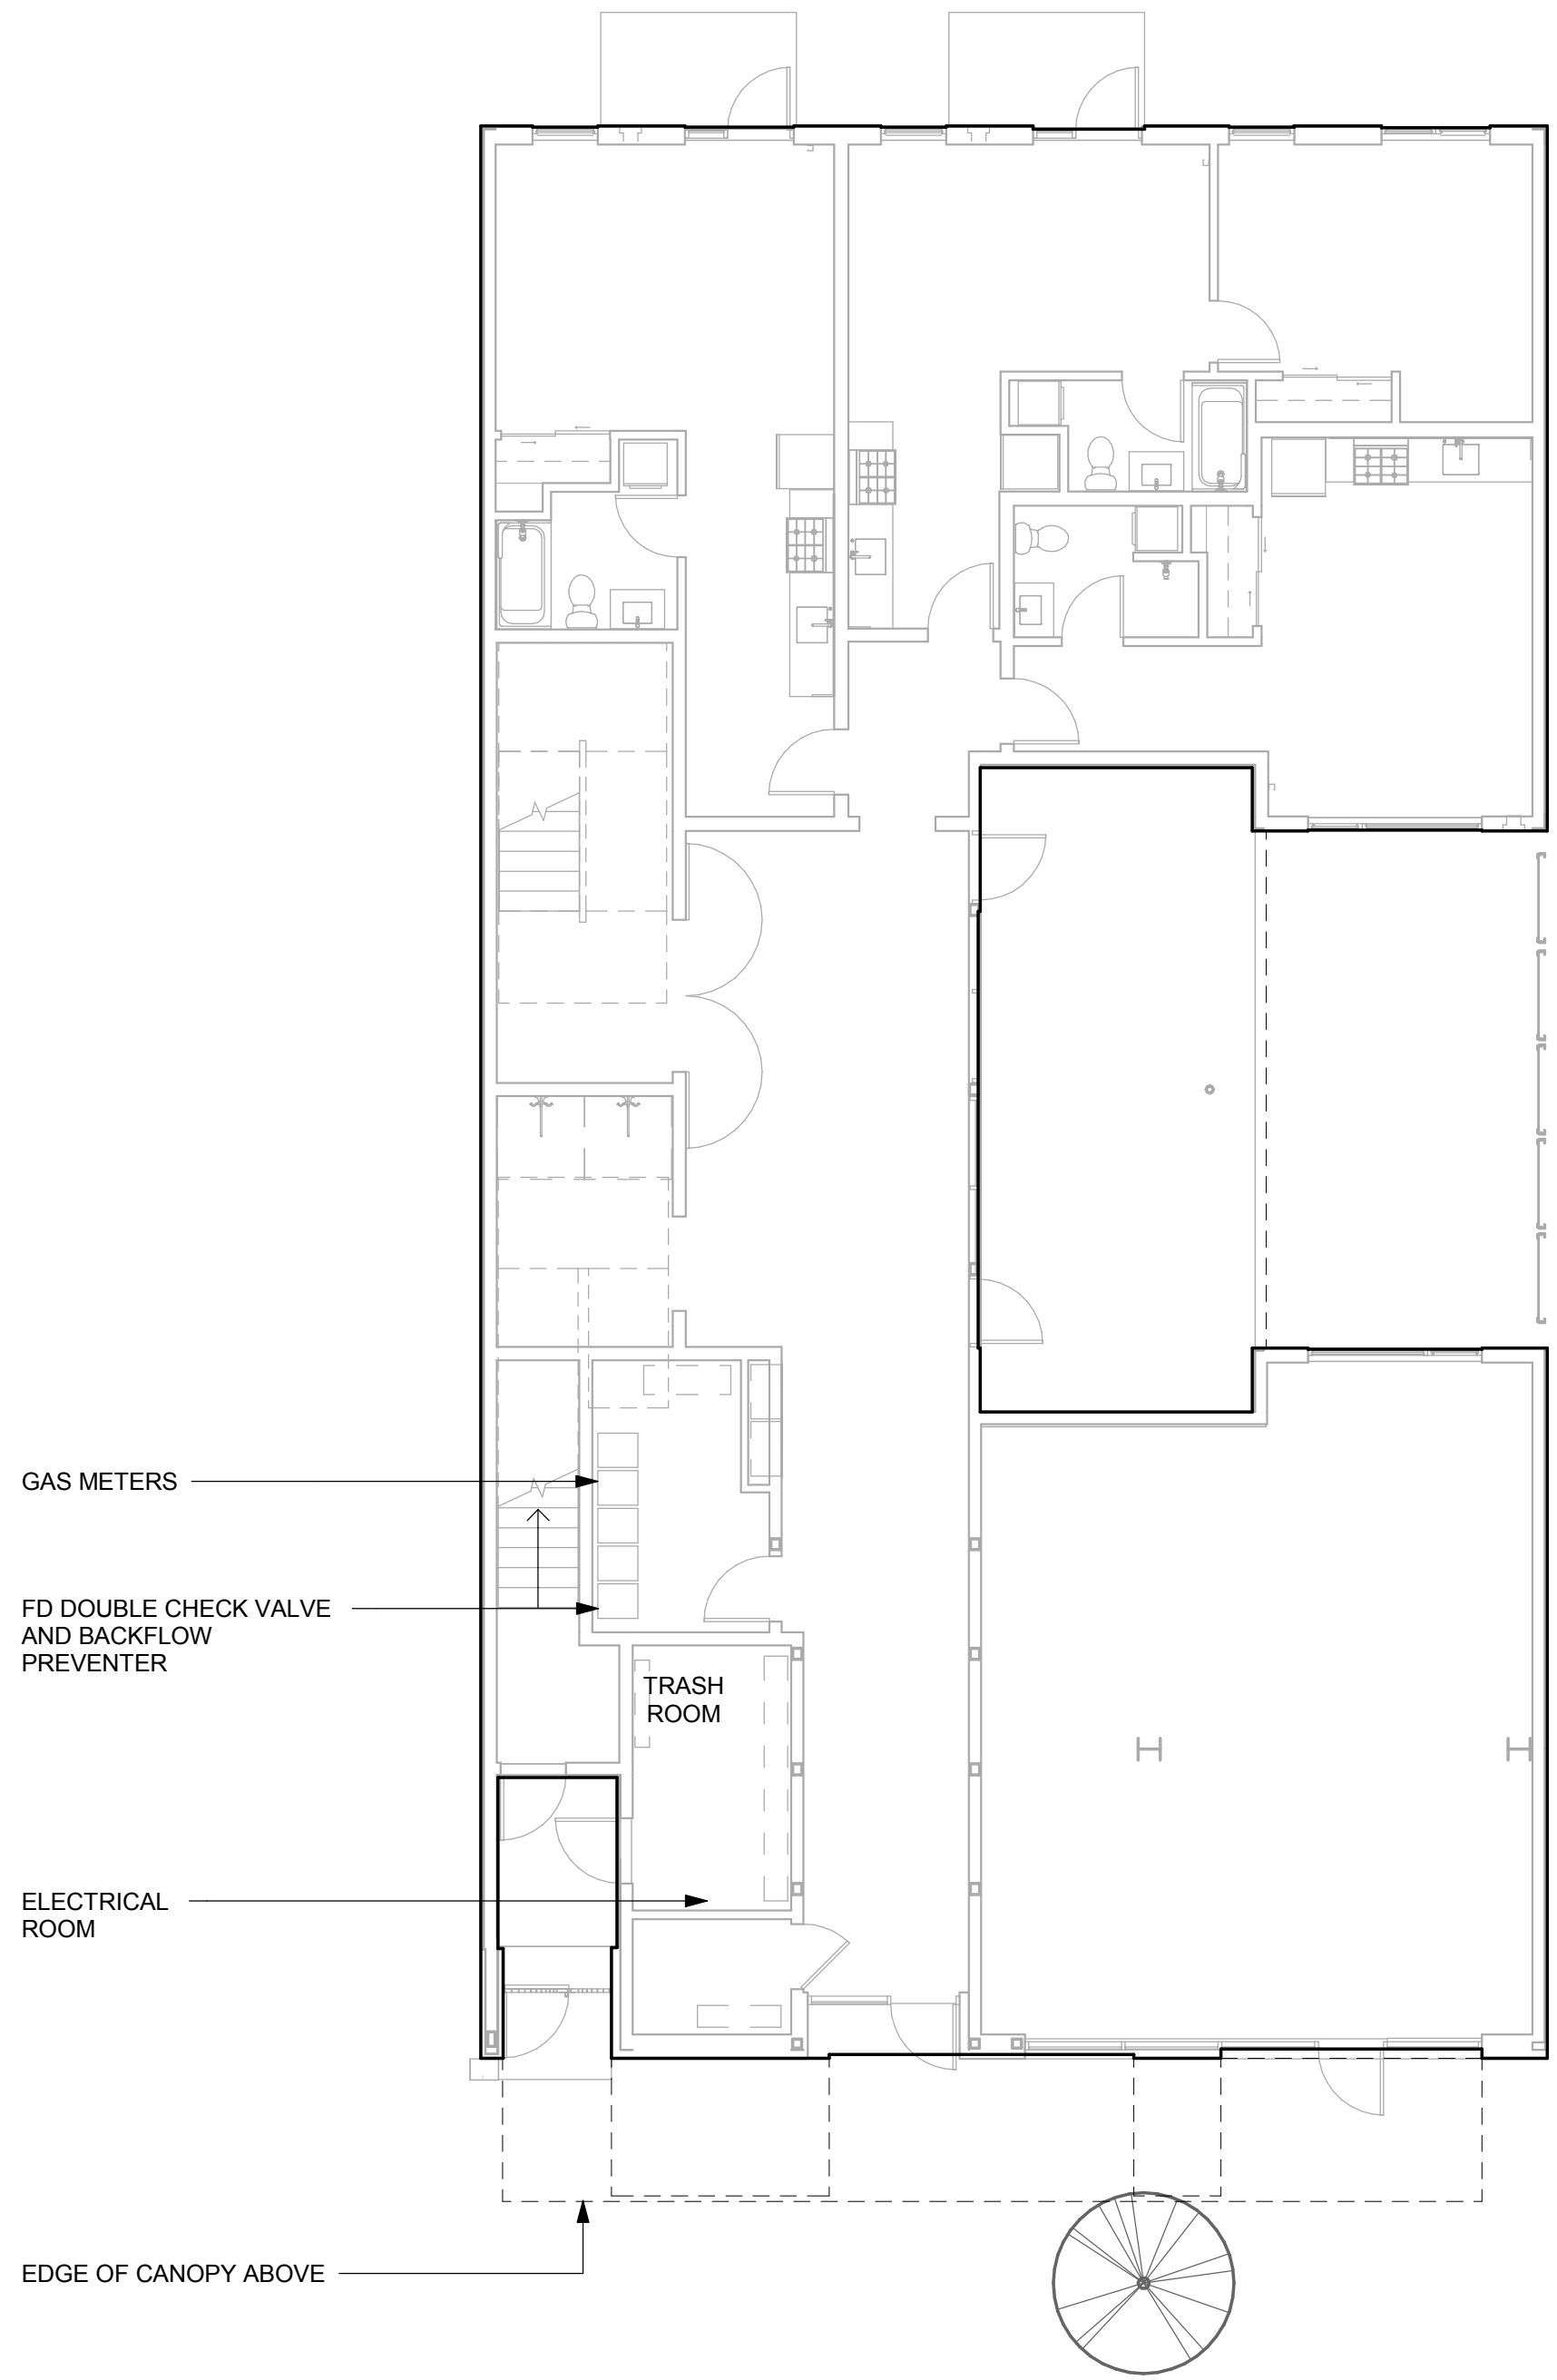 GAS METERS
FD DOUBLE CHECK VALVE
AND BACKFLOW
PREVENTER
TRASH
ROOM
ELECTRICAL
ROOM
EDGE OF CANOPY ABOVE